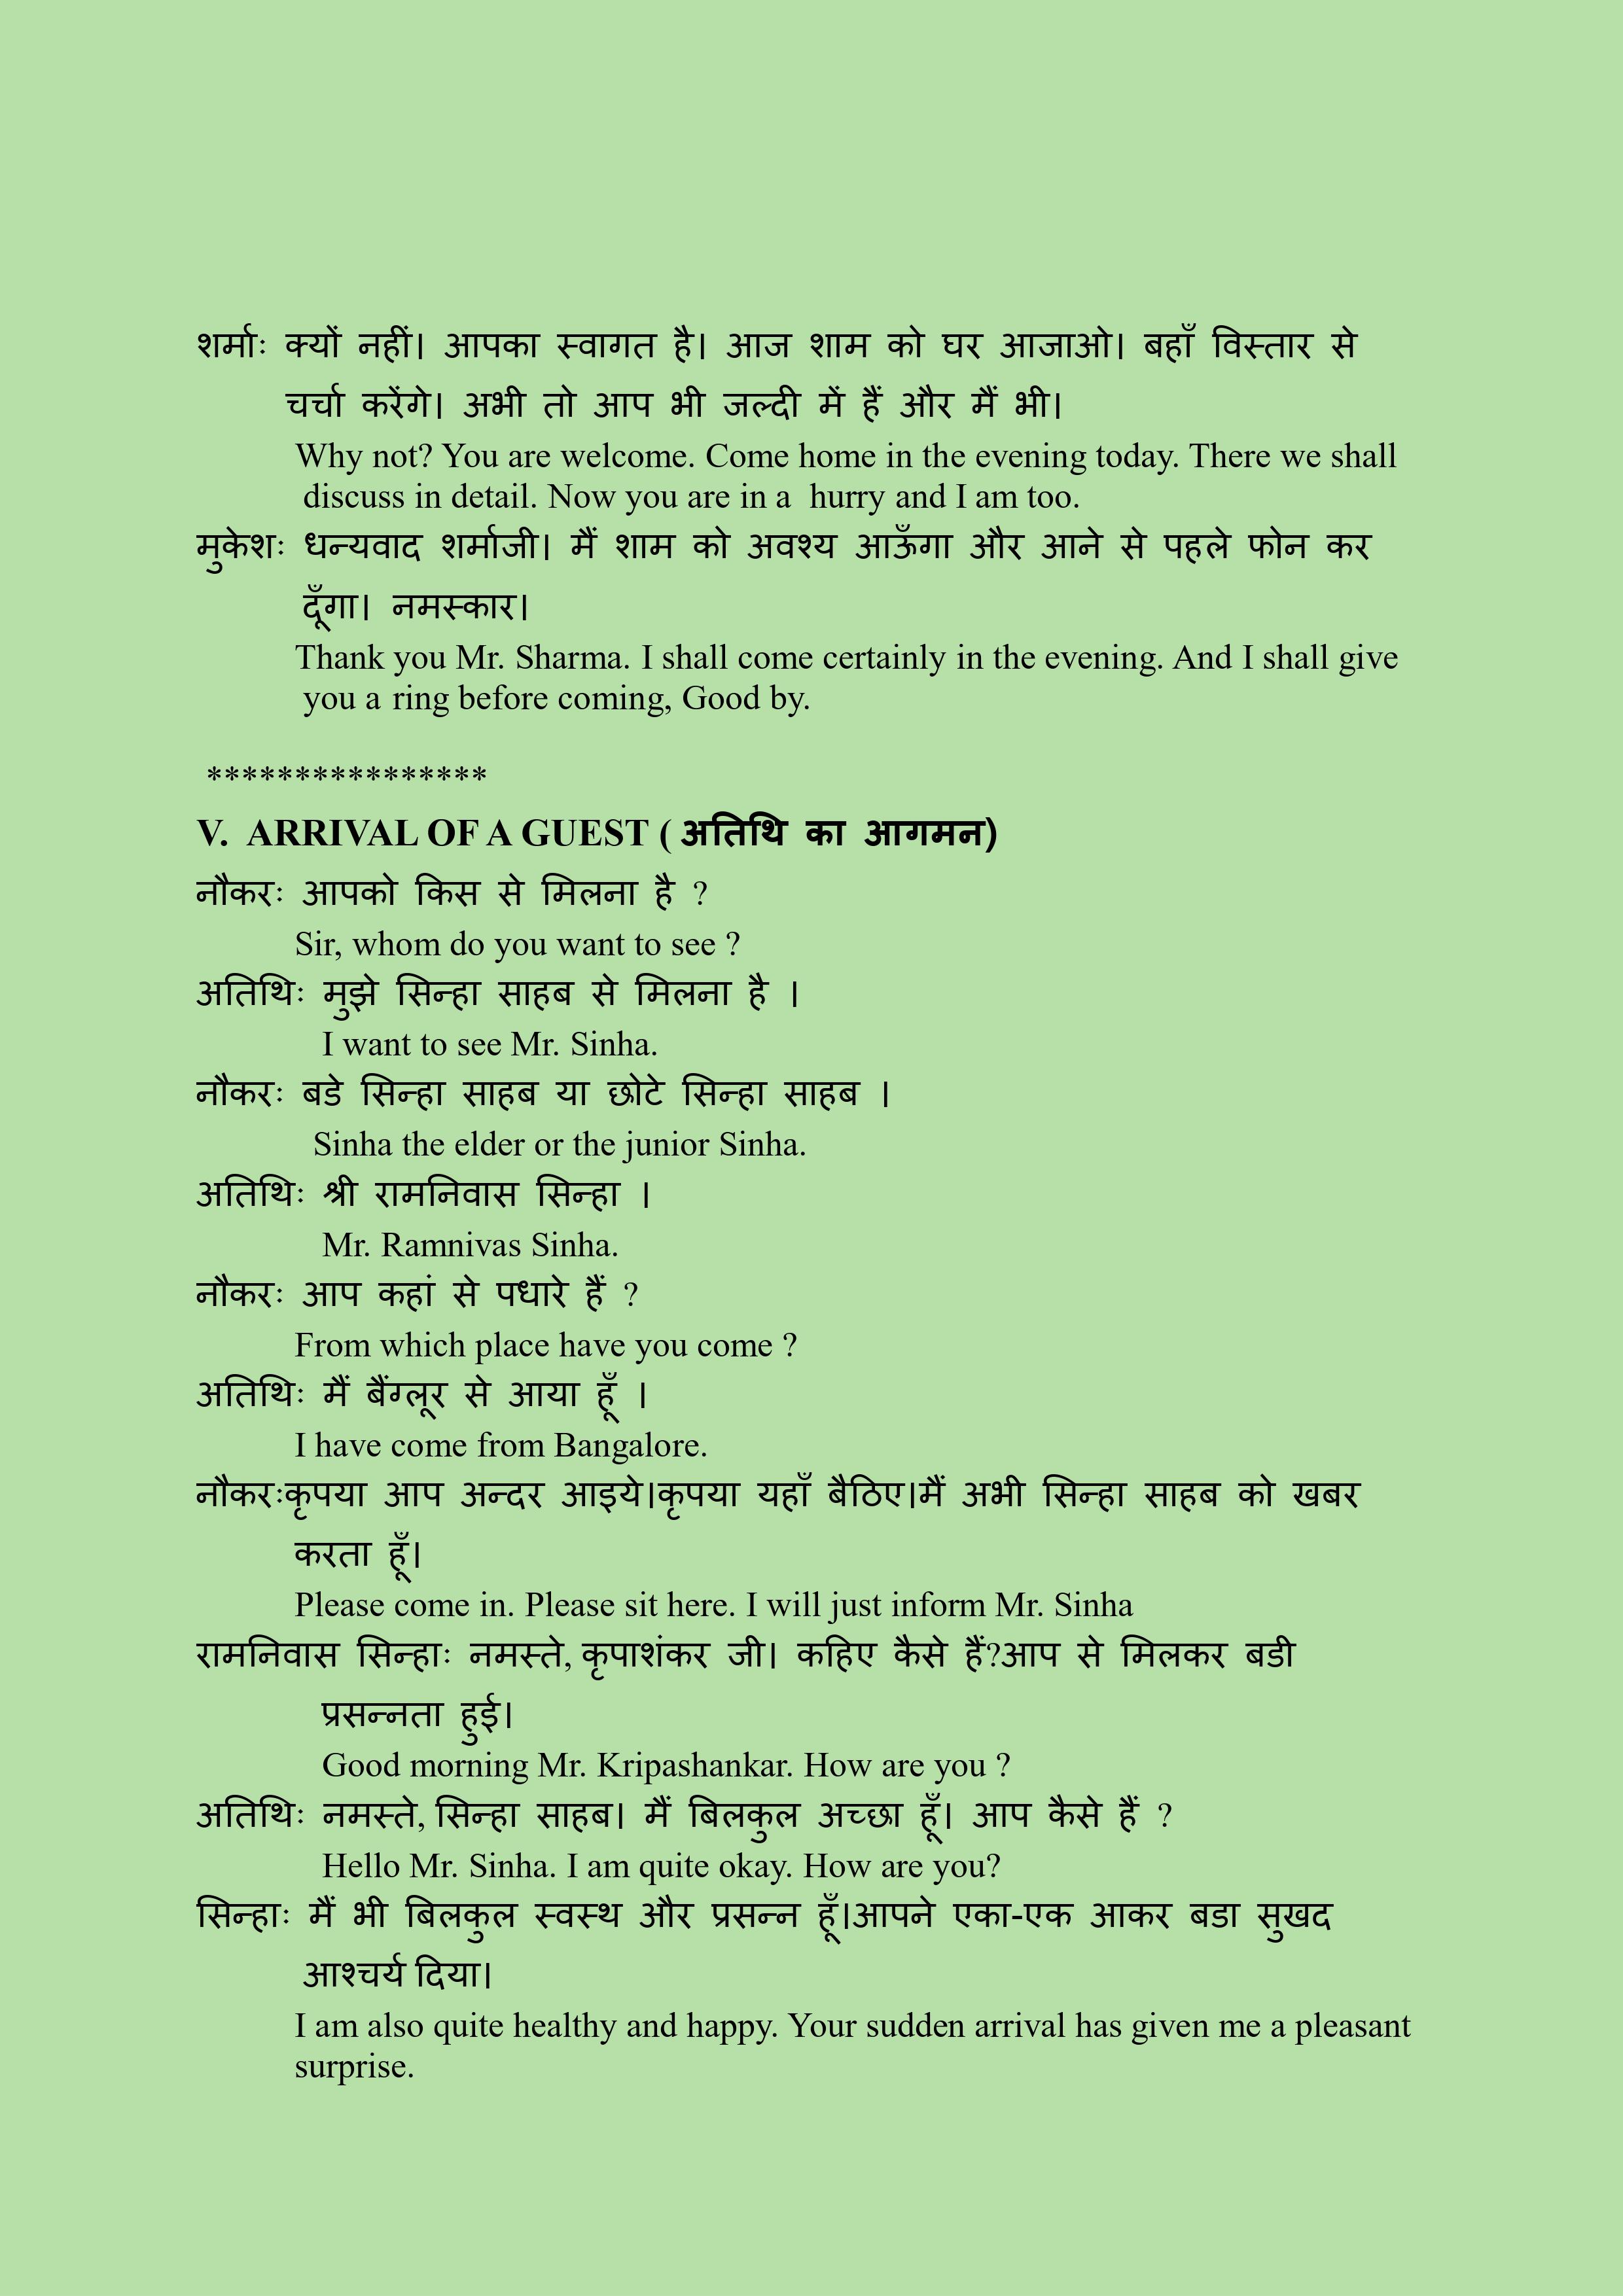 शर्माः क्यों नहीं। आपका स्वागत है। आज शाम को घर आजाओ। बहाँ विस्तार से
चर्चा करेंगे। अभी तो आप भी जल्दी में हैं और मैं भी।
Why not? You are welcome. Come home in the evening today. There we shall
discuss in detail. Now you are in a hurry and I am too.
मुकेशः धन्यवाद शर्माजी। मैं शाम को अवश्य आऊँगा और आने से पहले फोन कर
दूँगा। नमस्कार।
Thank you Mr. Sharma. I shall come certainly in the evening. And I shall give
you a ring before coming, Good by.
****************
V. ARRIVAL OF A GUEST ( अतिथि का आगमन)
नौकरः आपको किस से मिलना है ?
Sir, whom do you want to see ?
अतिथिः मुझे सिन्हा साहब से मिलना है ।
I want to see Mr. Sinha.
नौकरः बडे सिन्हा साहब या छोटे सिन्हा साहब ।
Sinha the elder or the junior Sinha.
अतिथिः श्री रामनिवास सिन्हा ।
Mr. Ramnivas Sinha.
नौकरः आप कहां से पधारे हैं ?
From which place have you come ?
अतिथिः मैं बैंग्लूर से आया हूँ ।
I have come from Bangalore.
नौकरःकृपया आप अन्दर आइये।कृपया यहाँ बैठिए।मैं अभी सिन्हा साहब को खबर
करता हूँ।
Please come in. Please sit here. I will just inform Mr. Sinha
रामनिवास सिन्हाः नमस्ते, कृपाशंकर जी। कहिए कैसे हैं?आप से मिलकर बडी
प्रसन्नता हुई।
Good morning Mr. Kripashankar. How are you ?
अतिथिः नमस्ते, सिन्हा साहब। मैं बिलकुल अच्छा हूँ। आप कैसे हैं ?
Hello Mr. Sinha. I am quite okay. How are you?
सिन्हाः मैं भी बिलकुल स्वस्थ और प्रसन्न हूँ।आपने एका-एक आकर बडा सुखद
आश्चर्य दिया।
I am also quite healthy and happy. Your sudden arrival has given me a pleasant
surprise.